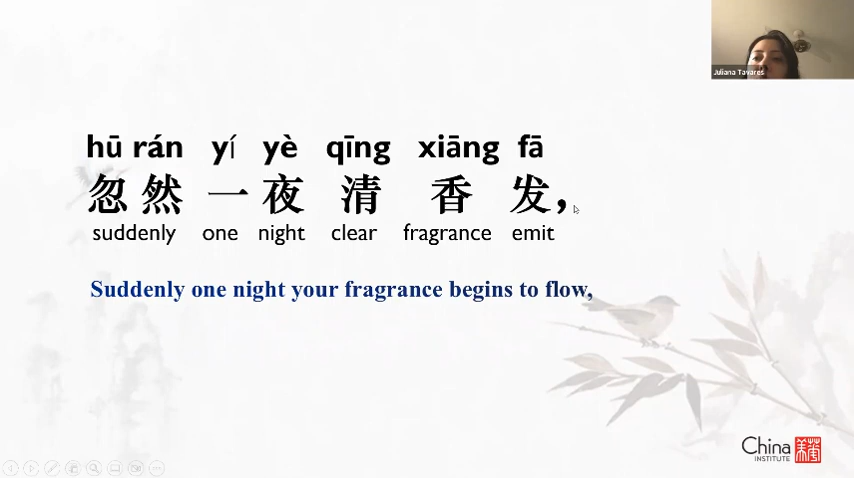 Juliana Tavares
hū rán yí yè qīng xiāng fā
忽然一夜清香发，
suddenly one night clear fragrance emit
Suddenly one night your fragrance begins to flow,
China
INSTITUTE